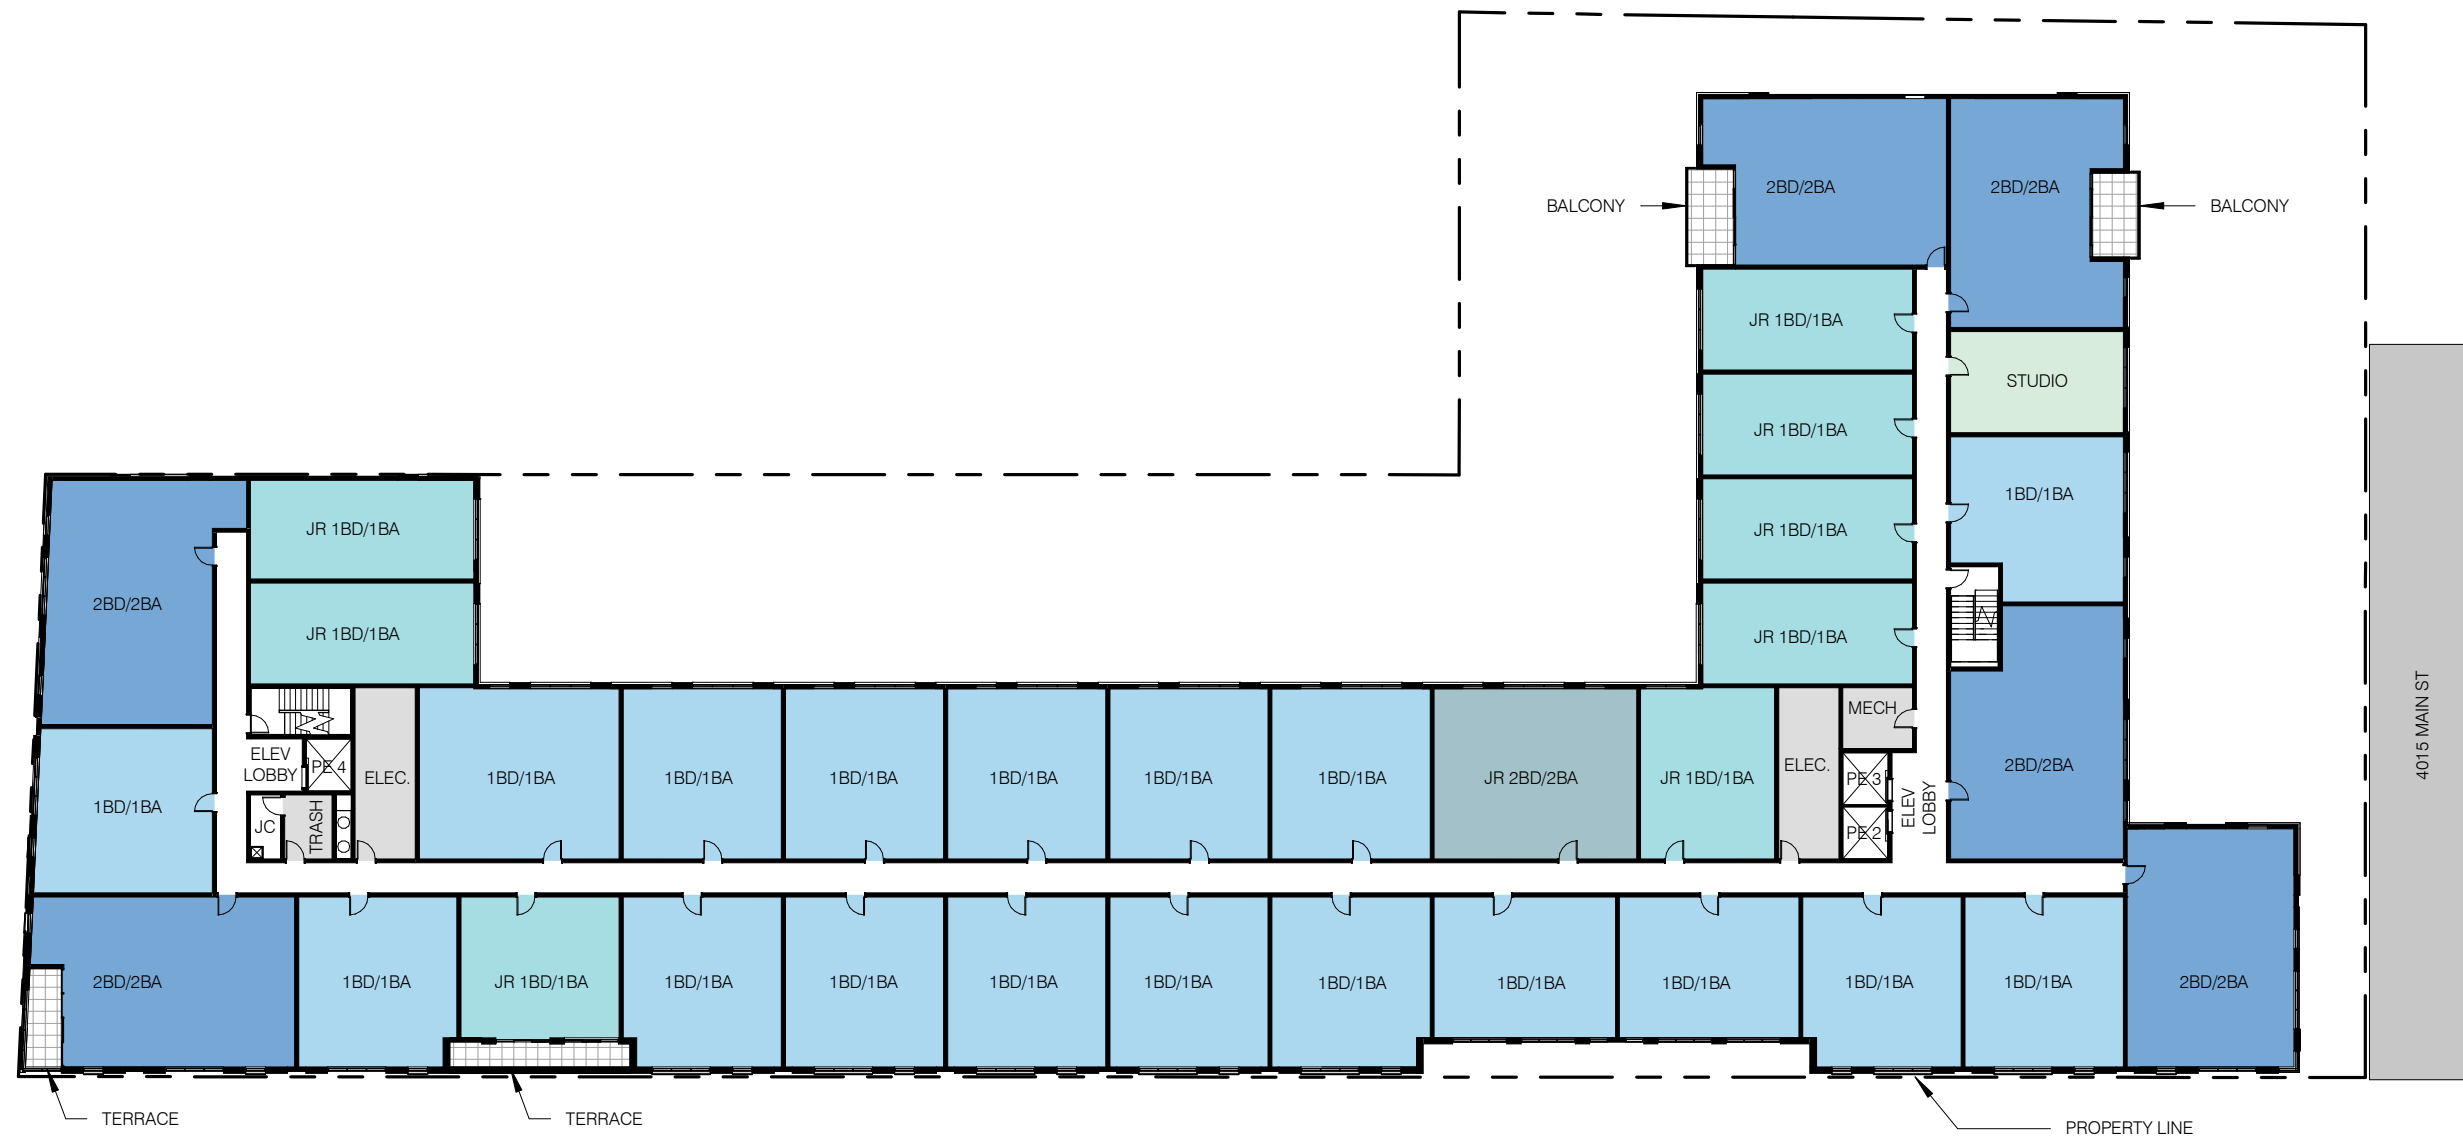 2BD/2BA
2BD/2BA
BALCONY
BALCONY
JR 1BD/1BA
STUDIO
JR 1BD/1BA
1BD/1BA
JR 1BD/1BA
JR 1BD/1BA
2BD/2BA
JR 1BD/1BA
JR 1BD/1BA
4015 MAIN ST
MECH
ELEV
LOBBY
PE 4
ELEC.
1BD/1BA
1BD/1BA
1BD/1BA
1BD/1BA
1BD/1BA
1BD/1BA
JR 2BD/2BA
JR 1BD/1BA
ELEC.
PE 3
2BD/2BA
1BD/1BA
JC
TRASH
PE 2
ELEV
LOBBY
2BD/2BA
1BD/1BA
JR 1BD/1BA
1BD/1BA
1BD/1BA
1BD/1BA
1BD/1BA
1BD/1BA
1BD/1BA
1BD/1BA
1BD/1BA
1BD/1BA
2BD/2BA
TERRACE
TERRACE
PROPERTY LINE